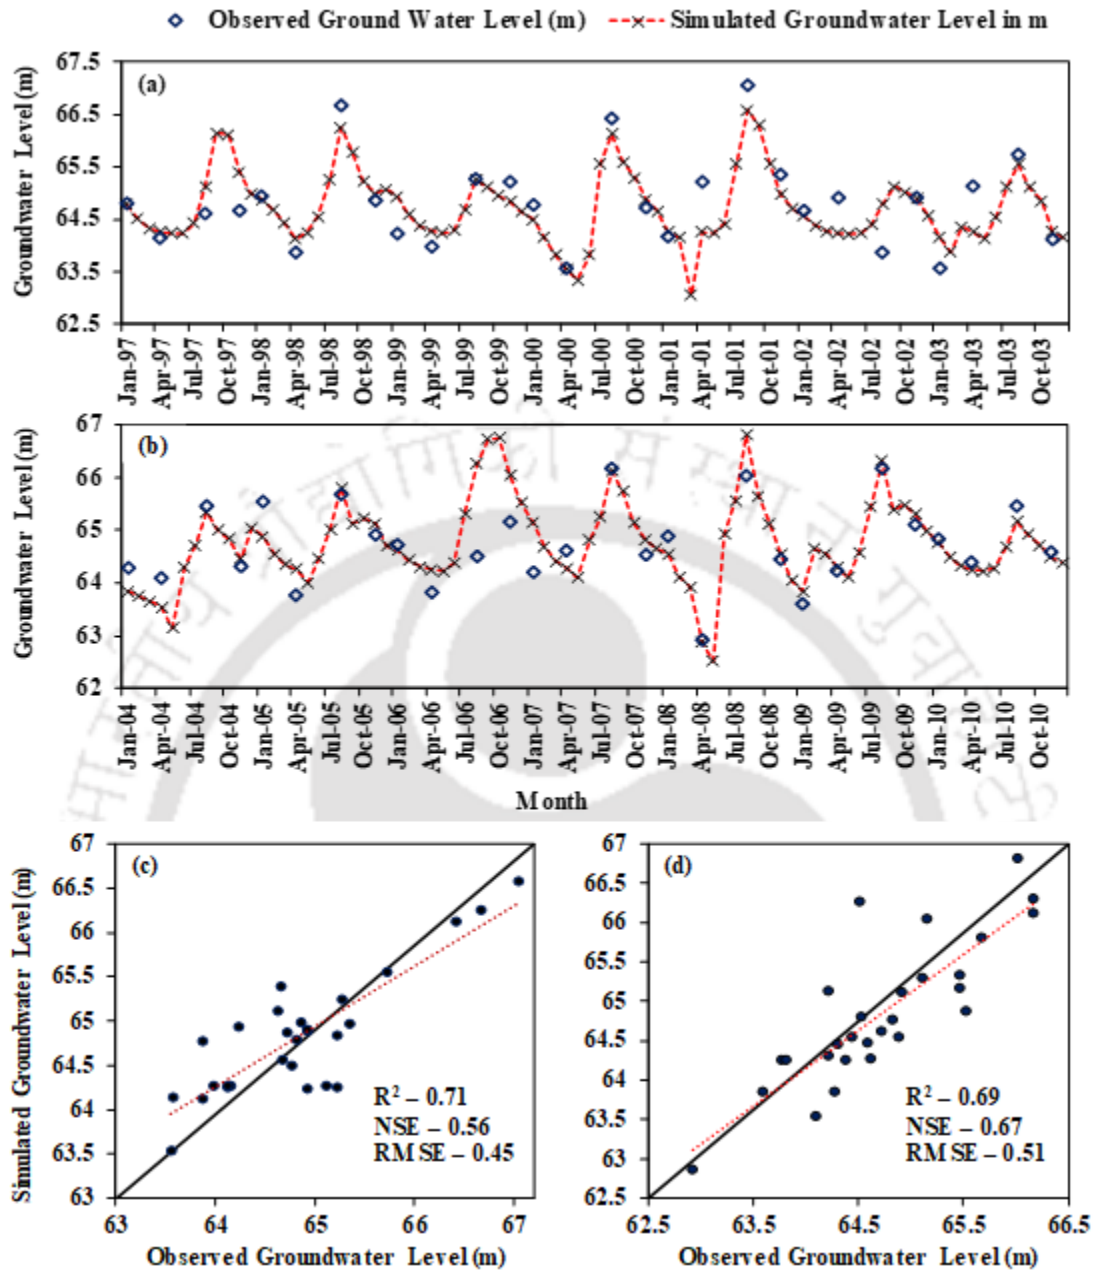 Observed Ground Water Level (m) Simulated Groundwater Level in m
(a)
Groundwater Level (m)
67.5
66.5
65.5
64.5
63.5
62.5
Jan-97 Apr-97 Jul-97 Oct-97 Jan-98 Apr-98 Jul-98 Oct-98 Jan-99 Apr-99 Jul-99 Oct-99 Jan-00 Apr-00 Jul-00 Oct-00 Jan-01 Apr-01 Jul-01 Oct-01 Jan-02 Apr-02 Jul-02 Oct-02 Jan-03 Apr-03 Jul-03 Oct-03
(b)
Groundwater Level (m)
67
66
65
64
63
62
Jan-04 Apr-04 Jul-04 Oct-04 Jan-05 Apr-05 Jul-05 Oct-05 Jan-06 Apr-06 Jul-06 Oct-06 Jan-07 Apr-07 Jul-07 Oct-07 Jan-08 Apr-08 Jul-08 Oct-08 Jan-09 Apr-09 Jul-09 Oct-09 Jan-10 Apr-10 Jul-10 Oct-10
Month
(c)
Simulated Groundwater Level (m)
67
66.5
66
65.5
65
64.5
64
63.5
63
R² – 0.71
NSE – 0.56
RMSE – 0.45
63 64 65 66 67
Observed Groundwater Level (m)
(d)
67
66.5
66
65.5
65
64.5
64
63.5
63
62.5
R² – 0.69
NSE – 0.67
RMSE – 0.51
62.5 63.5 64.5 65.5 66.5
Observed Groundwater Level (m)